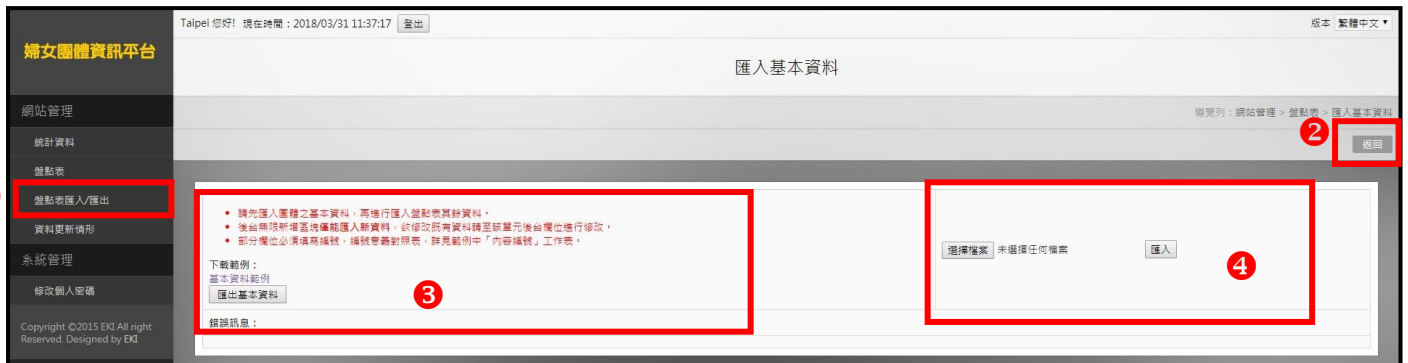 Taipei 您好! 現在時間：2018/03/31 11:37:17 登出
版本 繁體中文
婦女團體資訊平台
匯入基本資料
網站管理
導覽列：網站管理 > 盤點表 > 匯入基本資料
2
返回
統計資料
盤點表
盤點表匯入/匯出
資料更新情形
系統管理
修改個人密碼
Copyright ©2015 EKI All right
Reserved. Designed by EKI
• 請先匯入團體之基本資料，再進行匯入盤點表其餘資料。
• 後台無限新增區塊僅能匯入新資料，欲修改既有資料請至該單元後台欄位進行修改。
• 部分欄位必須填寫編號，編號意義對照表，詳見範例中「內容編號」工作表。
下載範例：
基本資料範例
匯出基本資料
3
錯誤訊息：
選擇檔案 未選擇任何檔案
匯入
4